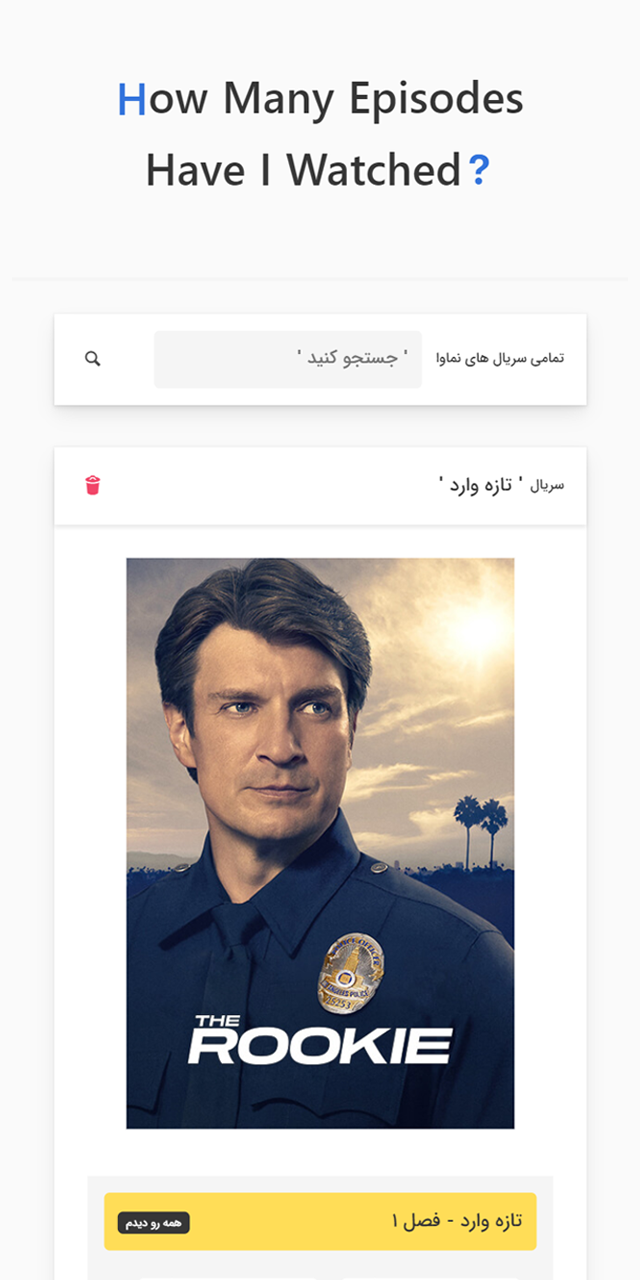 How Many Episodes
Have I Watched?
تمامی سریال های نماوا
' جستجو کنید '
سریال ' تازه وارد '
THE
ROOKIE
تازه وارد - فصل ۱
همه رو دیدم